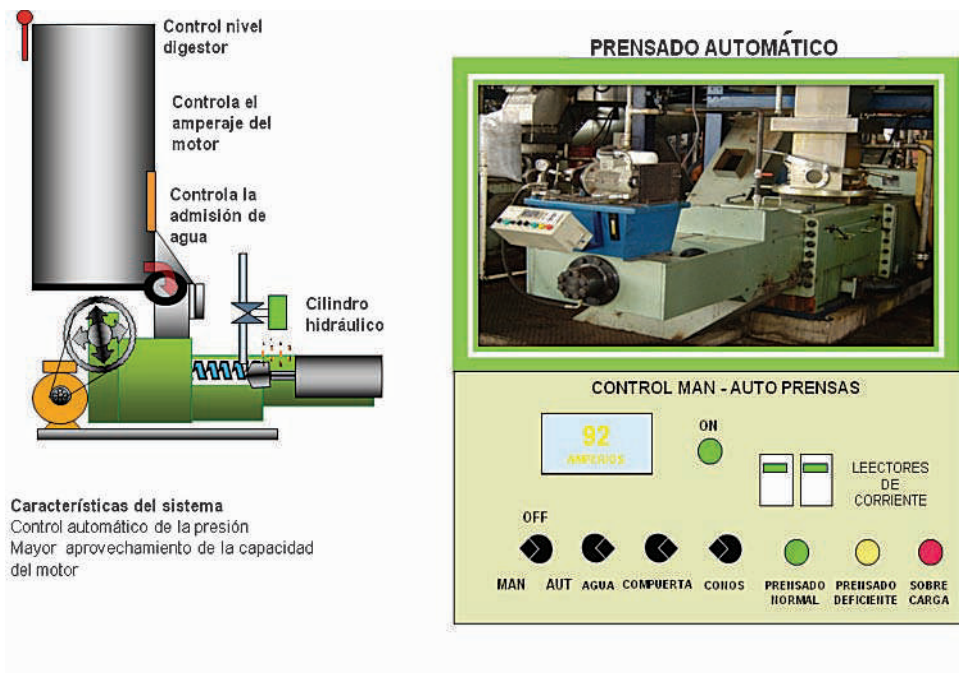 Control nivel
digestor
Controla el
amperaje del
motor
Controla la
admisión de
agua
Cilindro
hidráulico
Características del sistema
Control automático de la presión
Mayor aprovechamiento de la capacidad
del motor
PRENSADO AUTOMÁTICO
CONTROL MAN - AUTO PRENSAS
92
AMPERIOS
ON
LEECTORES
DE
CORRIENTE
OFF
MAN AUT AGUA COMPUERTA CONOS
PRENSADO
NORMAL
PRENSADO
DEFICIENTE
SOBRE
CARGA